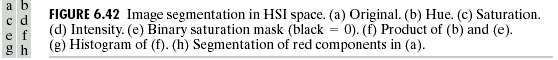 a b
c d
e f
g h
FIGURE 6.42 Image segmentation in HSI space. (a) Original. (b) Hue. (c) Saturation.
(d) Intensity. (e) Binary saturation mask (black = 0). (f) Product of (b) and (e).
(g) Histogram of (f). (h) Segmentation of red components in (a).